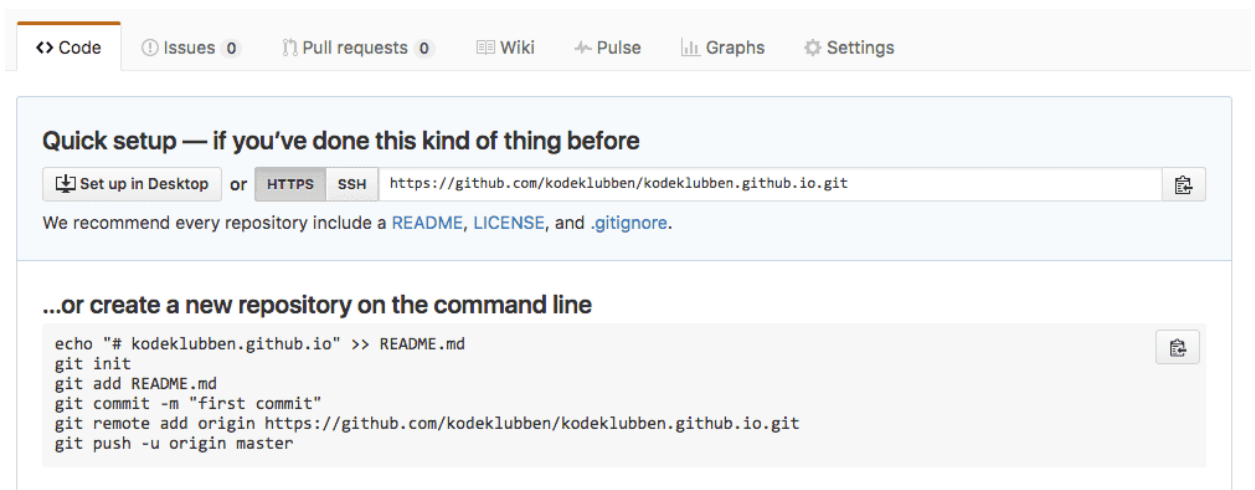 <> Code Issues 0 Pull requests 0 Wiki Pulse Graphs Settings
Quick setup — if you’ve done this kind of thing before
Set up in Desktop or HTTPS SSH https://github.com/kodeklubben/kodeklubben.github.io.git
We recommend every repository include a README, LICENSE, and .gitignore.
...or create a new repository on the command line
echo "# kodeklubben.github.io" >> README.md
git init
git add README.md
git commit -m "first commit"
git remote add origin https://github.com/kodeklubben/kodeklubben.github.io.git
git push -u origin master